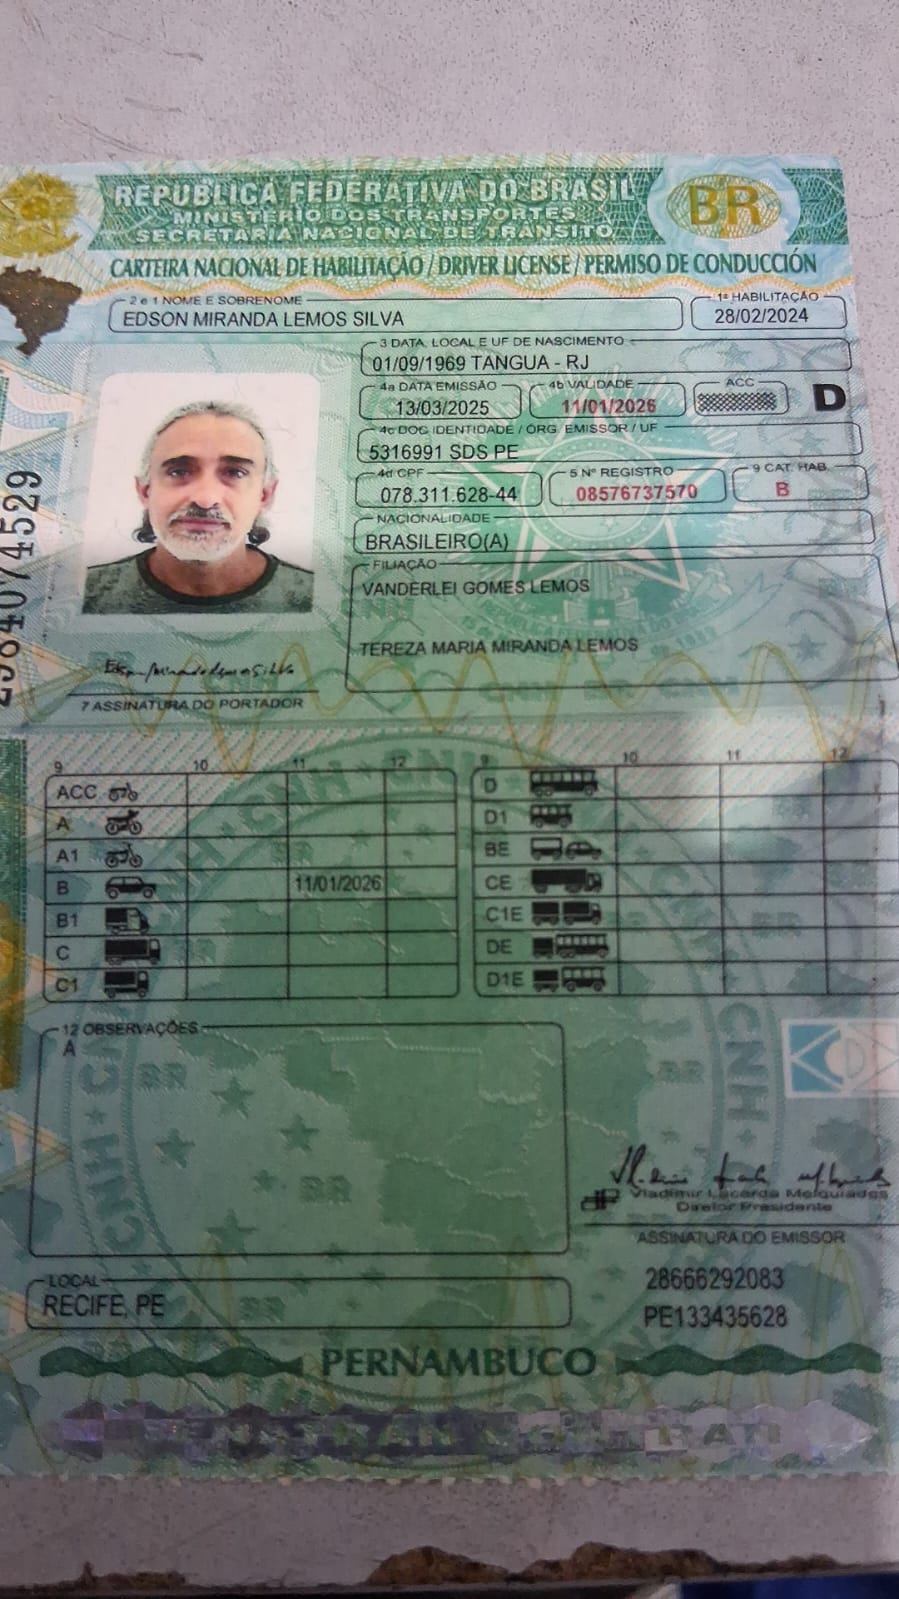 REPÚBLICA FEDERATIVA DO BRASIL
MINISTÉRIO DOS TRANSPORTES
SECRETARIA NACIONAL DE TRÂNSITO
BR
CARTEIRA NACIONAL DE HABILITAÇÃO / DRIVER LICENSE / PERMISO DE CONDUCCIÓN
2 e 1 NOME E SOBRENOME
EDSON MIRANDA LEMOS SILVA
1ª HABILITAÇÃO
28/02/2024
3 DATA, LOCAL E UF DE NASCIMENTO
01/09/1969 TANGUA - RJ
4a DATA EMISSÃO
13/03/2025
4b VALIDADE
11/01/2026
ACC
D
4c DOC IDENTIDADE / ORG. EMISSOR / UF
5316991 SDS PE
4d CPF
078.311.628-44
5 Nº REGISTRO
08576737570
9 CAT. HAB.
B
NACIONALIDADE
BRASILEIRO(A)
FILIAÇÃO
VANDERLEI GOMES LEMOS
TEREZA MARIA MIRANDA LEMOS
7 ASSINATURA DO PORTADOR
9 10 11 12 9 10 11 12
ACC
A
A1
B 11/01/2026
B1
C
C1
D
D1
BE
CE
C1E
DE
D1E
12 OBSERVAÇÕES
A
Vladimir Lacerda Melquiades
Diretor Presidente
ASSINATURA DO EMISSOR
28666292083
PE133435628
LOCAL
RECIFE, PE
PERNAMBUCO